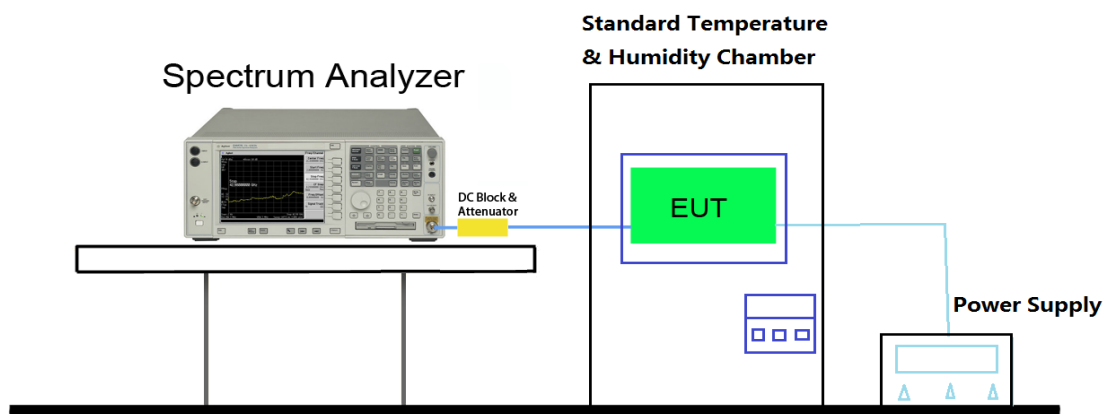 Standard Temperature
& Humidity Chamber
Spectrum Analyzer
DC Block &
Attenuator
EUT
Power Supply